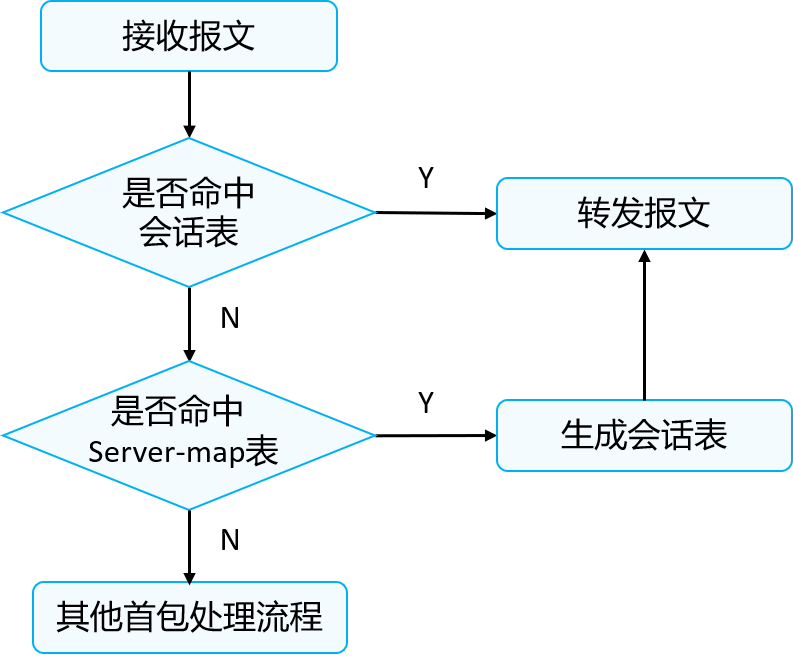 接收报文
是否命中
会话表
Y
转发报文
N
是否命中
Server-map表
Y
生成会话表
N
其他首包处理流程